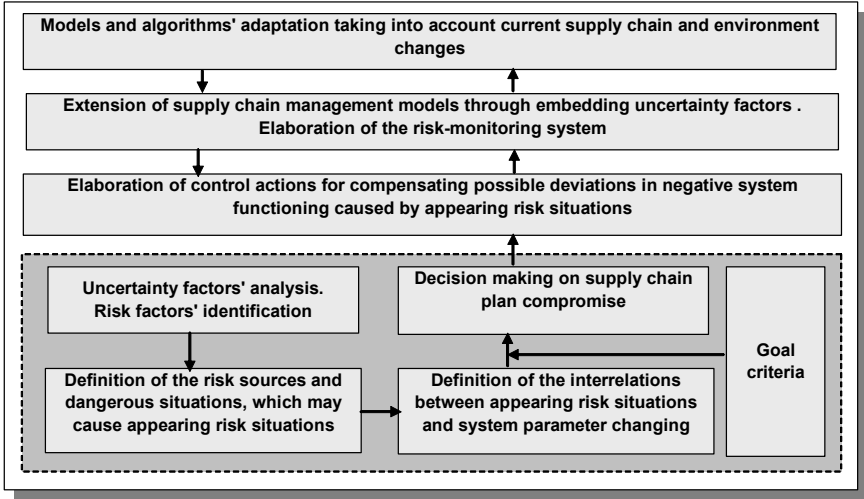 Models and algorithms' adaptation taking into account current supply chain and environment
changes
Extension of supply chain management models through embedding uncertainty factors .
Elaboration of the risk-monitoring system
Elaboration of control actions for compensating possible deviations in negative system
functioning caused by appearing risk situations
Uncertainty factors' analysis.
Risk factors' identification
Decision making on supply chain
plan compromise
Goal
criteria
Definition of the risk sources and
dangerous situations, which may
cause appearing risk situations
Definition of the interrelations
between appearing risk situations
and system parameter changing